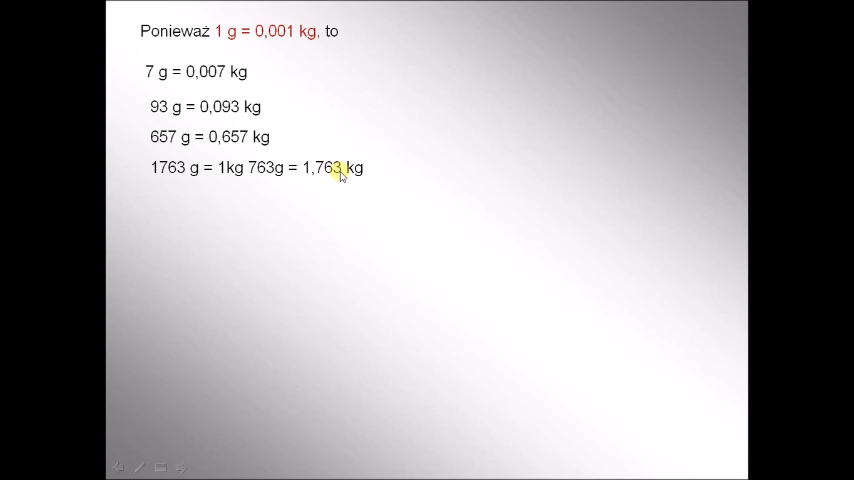 Ponieważ 1 g = 0,001 kg, to
7 g = 0,007 kg
93 g = 0,093 kg
657 g = 0,657 kg
1763 g = 1kg 763g = 1,763 kg